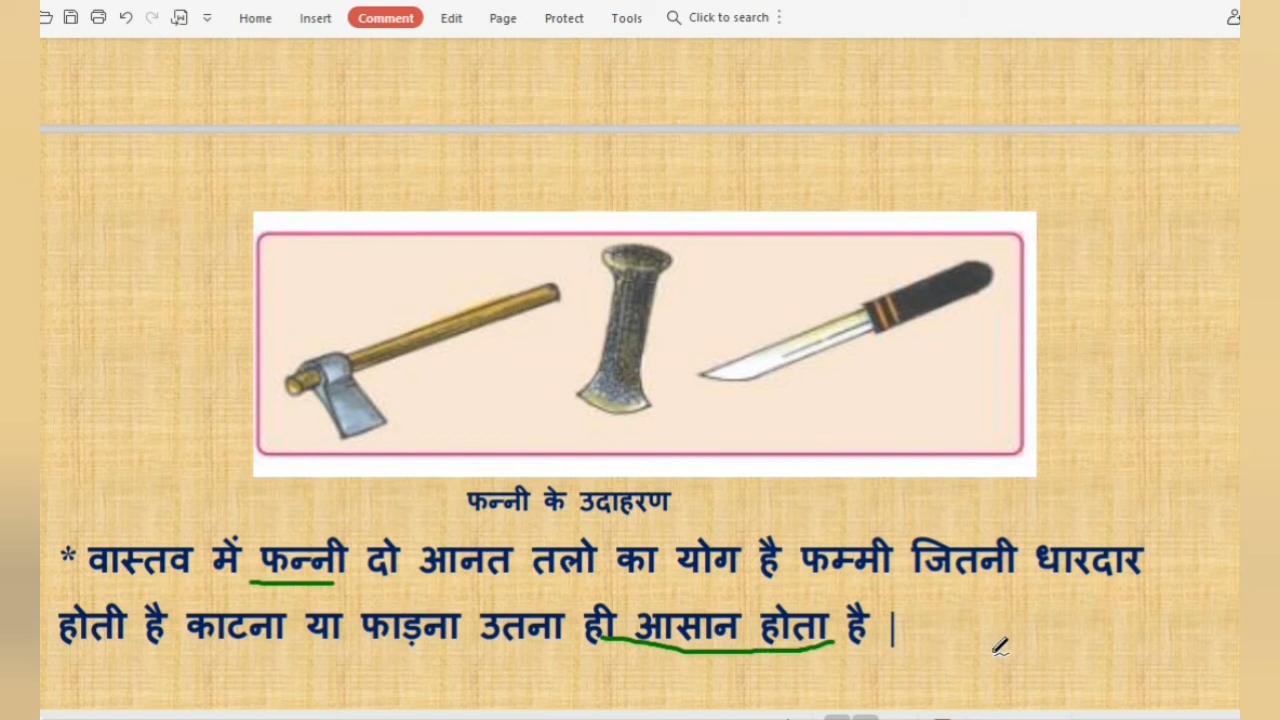 Home Insert Comment Edit Page Protect Tools Click to search
फन्नी के उदाहरण
* वास्तव में फन्नी दो आनत तलो का योग है फम्मी जितनी धारदार
होती है काटना या फाड़ना उतना ही आसान होता है |